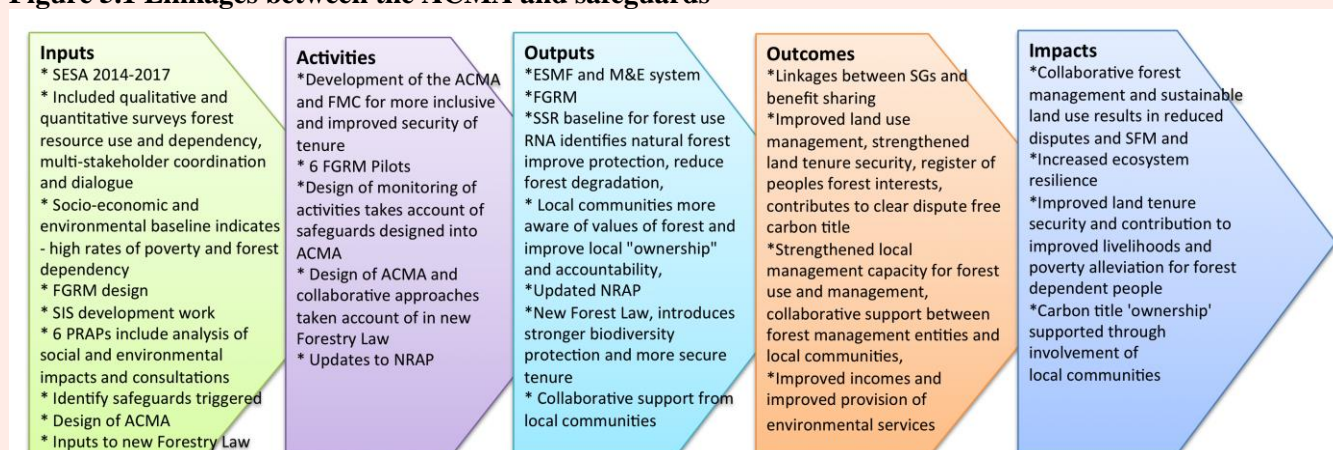 Figure 3.1 Linkages between the ACMA and safeguards
Inputs
* SESA 2014-2017
* Included qualitative and
quantitative surveys forest
resource use and dependency,
multi-stakeholder coordination
and dialogue
* Socio-economic and
environmental baseline indicates
- high rates of poverty and forest
dependency
* FGRM design
* SIS development work
* 6 PRAPs include analysis of
social and environmental
impacts and consultations
* Identify safeguards triggered
* Design of ACMA
* Inputs to new Forestry Law
Activities
*Development of the ACMA
and FMC for more inclusive
and improved security of
tenure
* 6 FGRM Pilots
*Design of monitoring of
activities takes account of
safeguards designed into
ACMA
* Design of ACMA and
collaborative approaches
taken account of in new
Forestry Law
* Updates to NRAP
Outputs
*ESMF and M&E system
*FGRM
*SSR baseline for forest use
RNA identifies natural forest
improve protection, reduce
forest degradation,
* Local communities more
aware of values of forest and
improve local "ownership"
and accountability,
*Updated NRAP
*New Forest Law, introduces
stronger biodiversity
protection and more secure
tenure
* Collaborative support from
local communities
Outcomes
*Linkages between SGs and
benefit sharing
*Improved land use
management, strengthened
land tenure security, register of
peoples forest interests,
contributes to clear dispute free
carbon title
*Strengthened local
management capacity for forest
use and management,
collaborative support between
forest management entities and
local communities,
*Improved incomes and
improved provision of
environmental services
Impacts
*Collaborative forest
management and sustainable
land use results in reduced
disputes and SFM and
*Increased ecosystem
resilience
*Improved land tenure
security and contribution to
improved livelihoods and
poverty alleviation for forest
dependent people
*Carbon title 'ownership'
supported through
involvement of
local communities